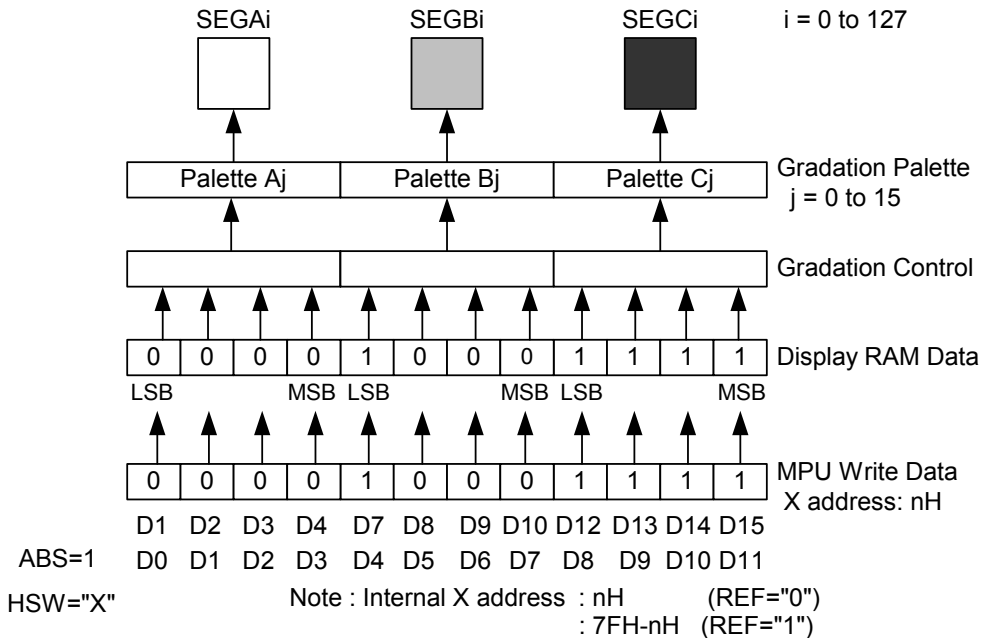 SEGAi SEGBi SEGCi i = 0 to 127
Palette Aj Palette Bj Palette Cj Gradation Palette
j = 0 to 15
Gradation Control
0 0 0 0 1 0 0 0 1 1 1 1 Display RAM Data
LSB MSB LSB MSB LSB MSB
0 0 0 0 1 0 0 0 1 1 1 1 MPU Write Data
X address: nH
D1 D2 D3 D4 D7 D8 D9 D10 D12 D13 D14 D15
ABS=1 D0 D1 D2 D3 D4 D5 D6 D7 D8 D9 D10 D11
HSW="X" Note : Internal X address : nH (REF="0")
: 7FH-nH (REF="1")